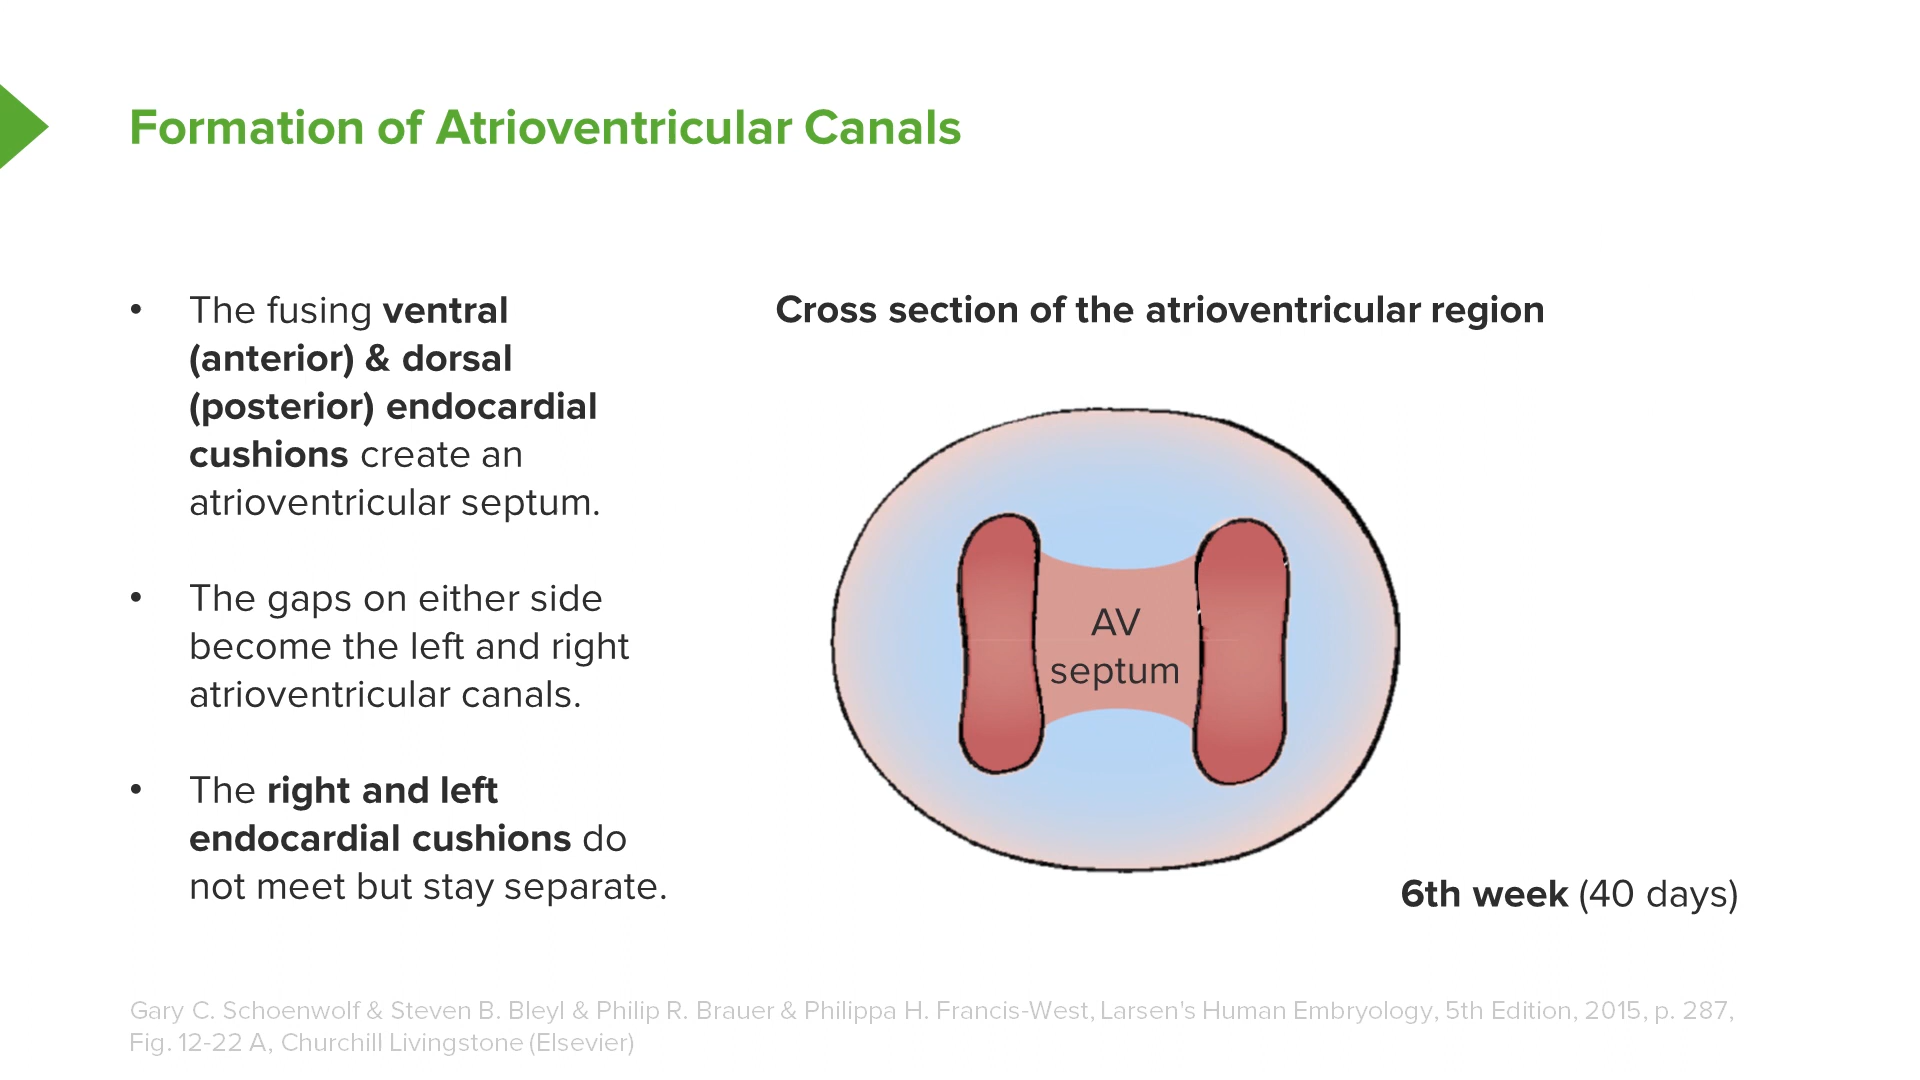 Formation of Atrioventricular Canals
• The fusing ventral
(anterior) & dorsal
(posterior) endocardial
cushions create an
atrioventricular septum.
• The gaps on either side
become the left and right
atrioventricular canals.
• The right and left
endocardial cushions do
not meet but stay separate.
Cross section of the atrioventricular region
AV
septum
6th week (40 days)
Gary C. Schoenwolf & Steven B. Bleyl & Philip R. Brauer & Philippa H. Francis-West, Larsen's Human Embryology, 5th Edition, 2015, p. 287,
Fig. 12-22 A, Churchill Livingstone (Elsevier)